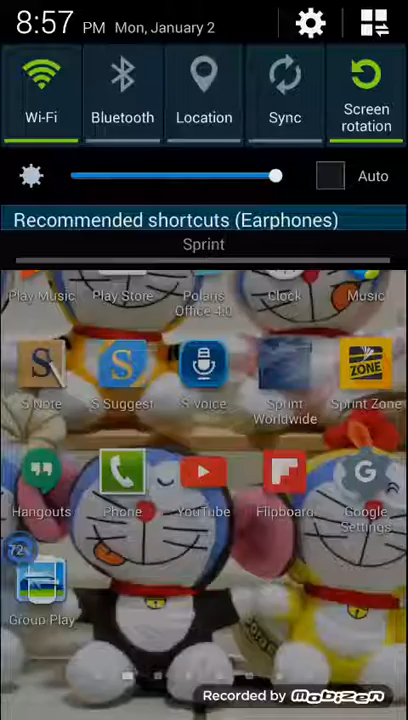 8:57 PM Mon, January 2
Wi-Fi
Bluetooth
Location
Sync
Screen
rotation
Auto
Recommended shortcuts (Earphones)
Sprint
Play Music
Play Store
Polaris
Office 4.0
Clock
Music
S
S
S Note
S Suggest
S Voice
Sprint
Worldwide
ZONE
Sprint Zone
G
Hangouts
Phone
YouTube
Flipboard
Google
Settings
72%
Group Play
Recorded by Mobizen